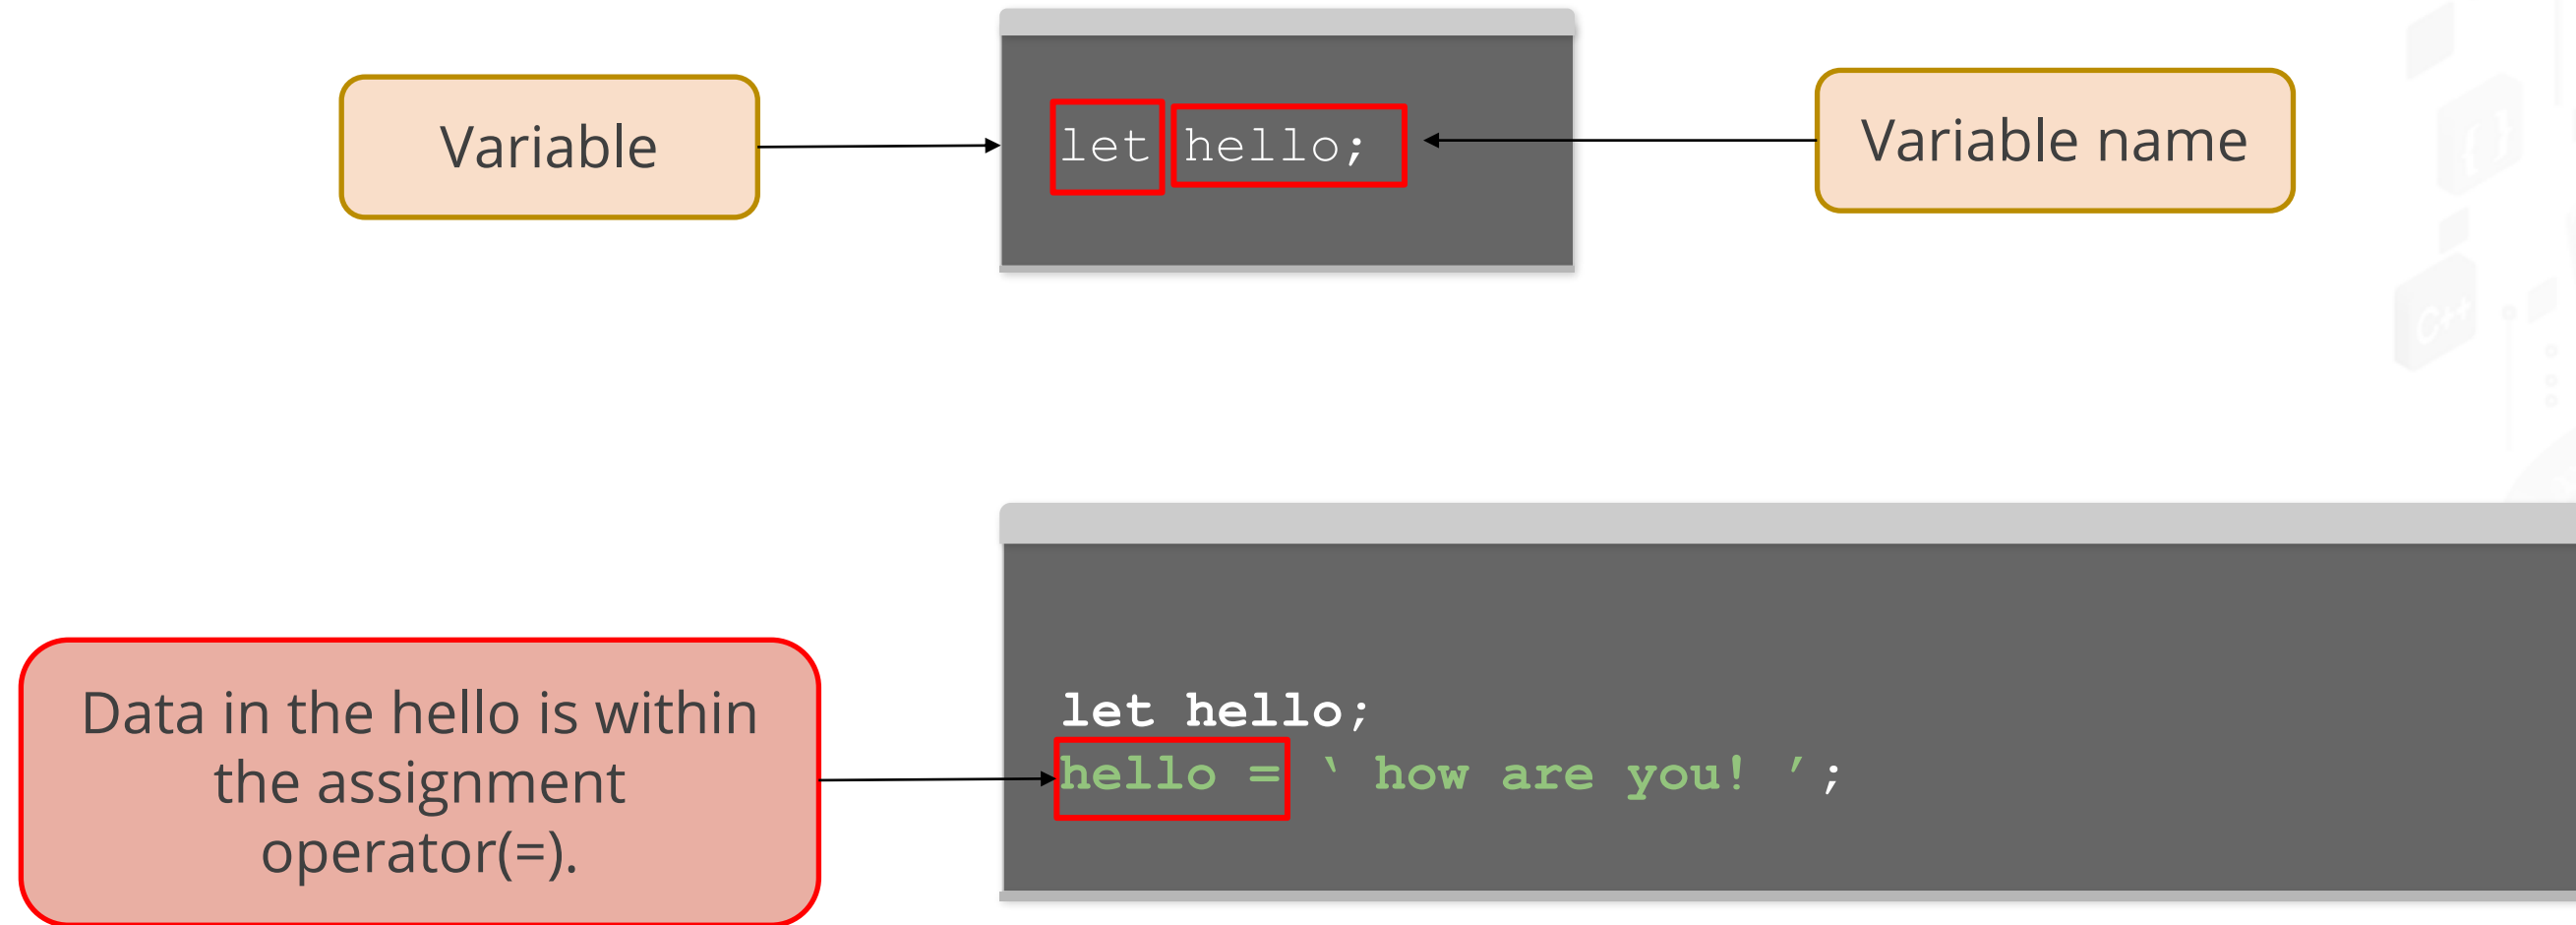 Variable
let hello;
Variable name
Data in the hello is within
the assignment
operator(=).
let hello;
hello = ‘ how are you! ’;
{ }
C++